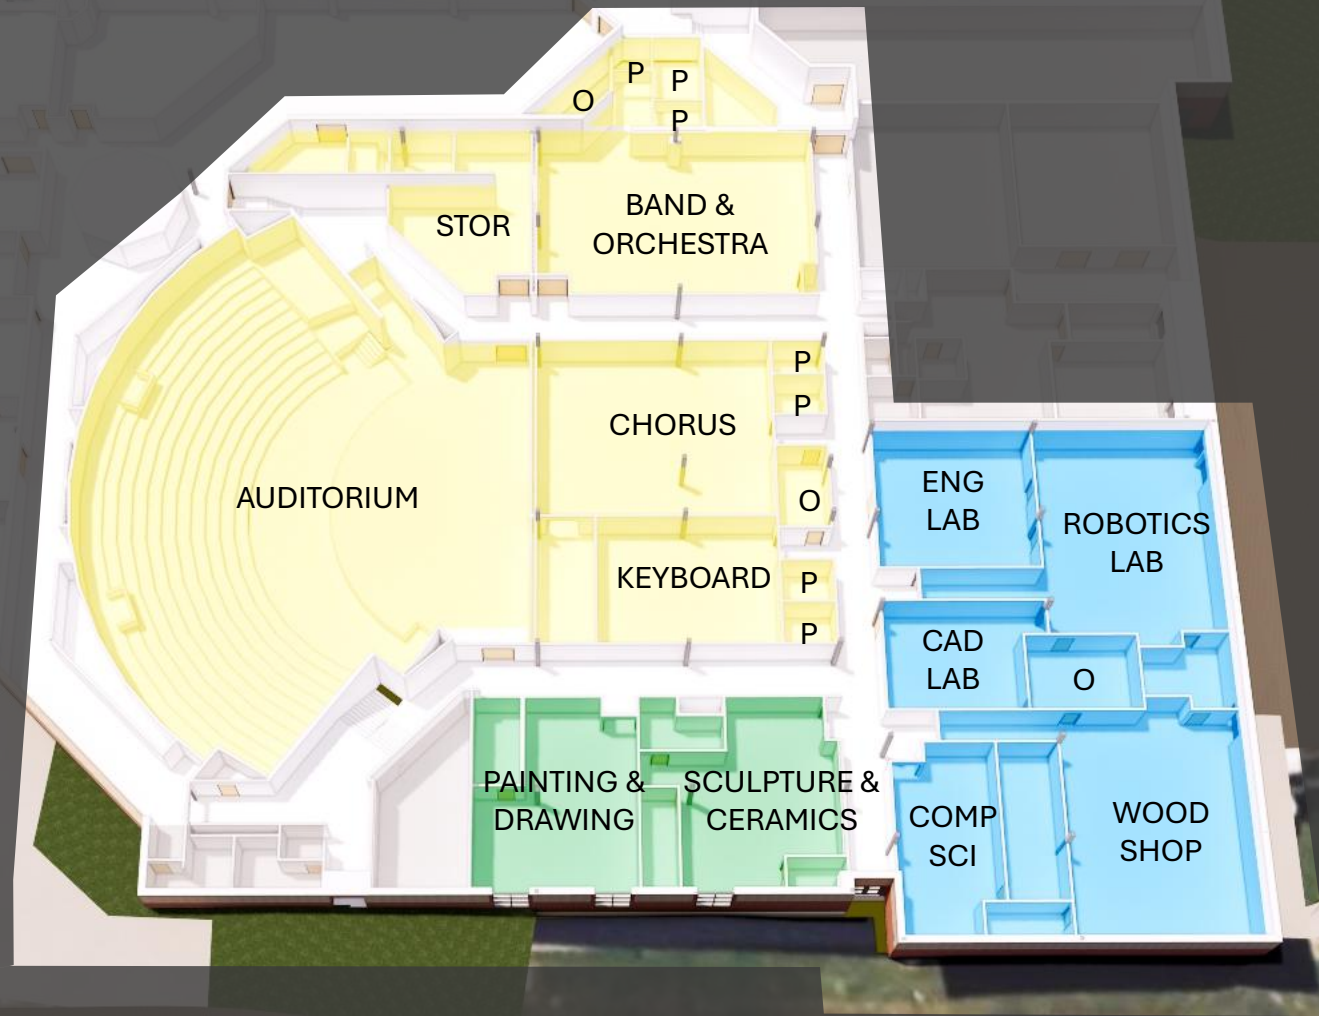 P
P
O
P
BAND &
ORCHESTRA
STOR
P
P
CHORUS
ENG
LAB
AUDITORIUM
O
ROBOTICS
LAB
KEYBOARD
P
P
CAD
LAB
O
PAINTING &
DRAWING
SCULPTURE &
CERAMICS
COMP
SCI
WOOD
SHOP